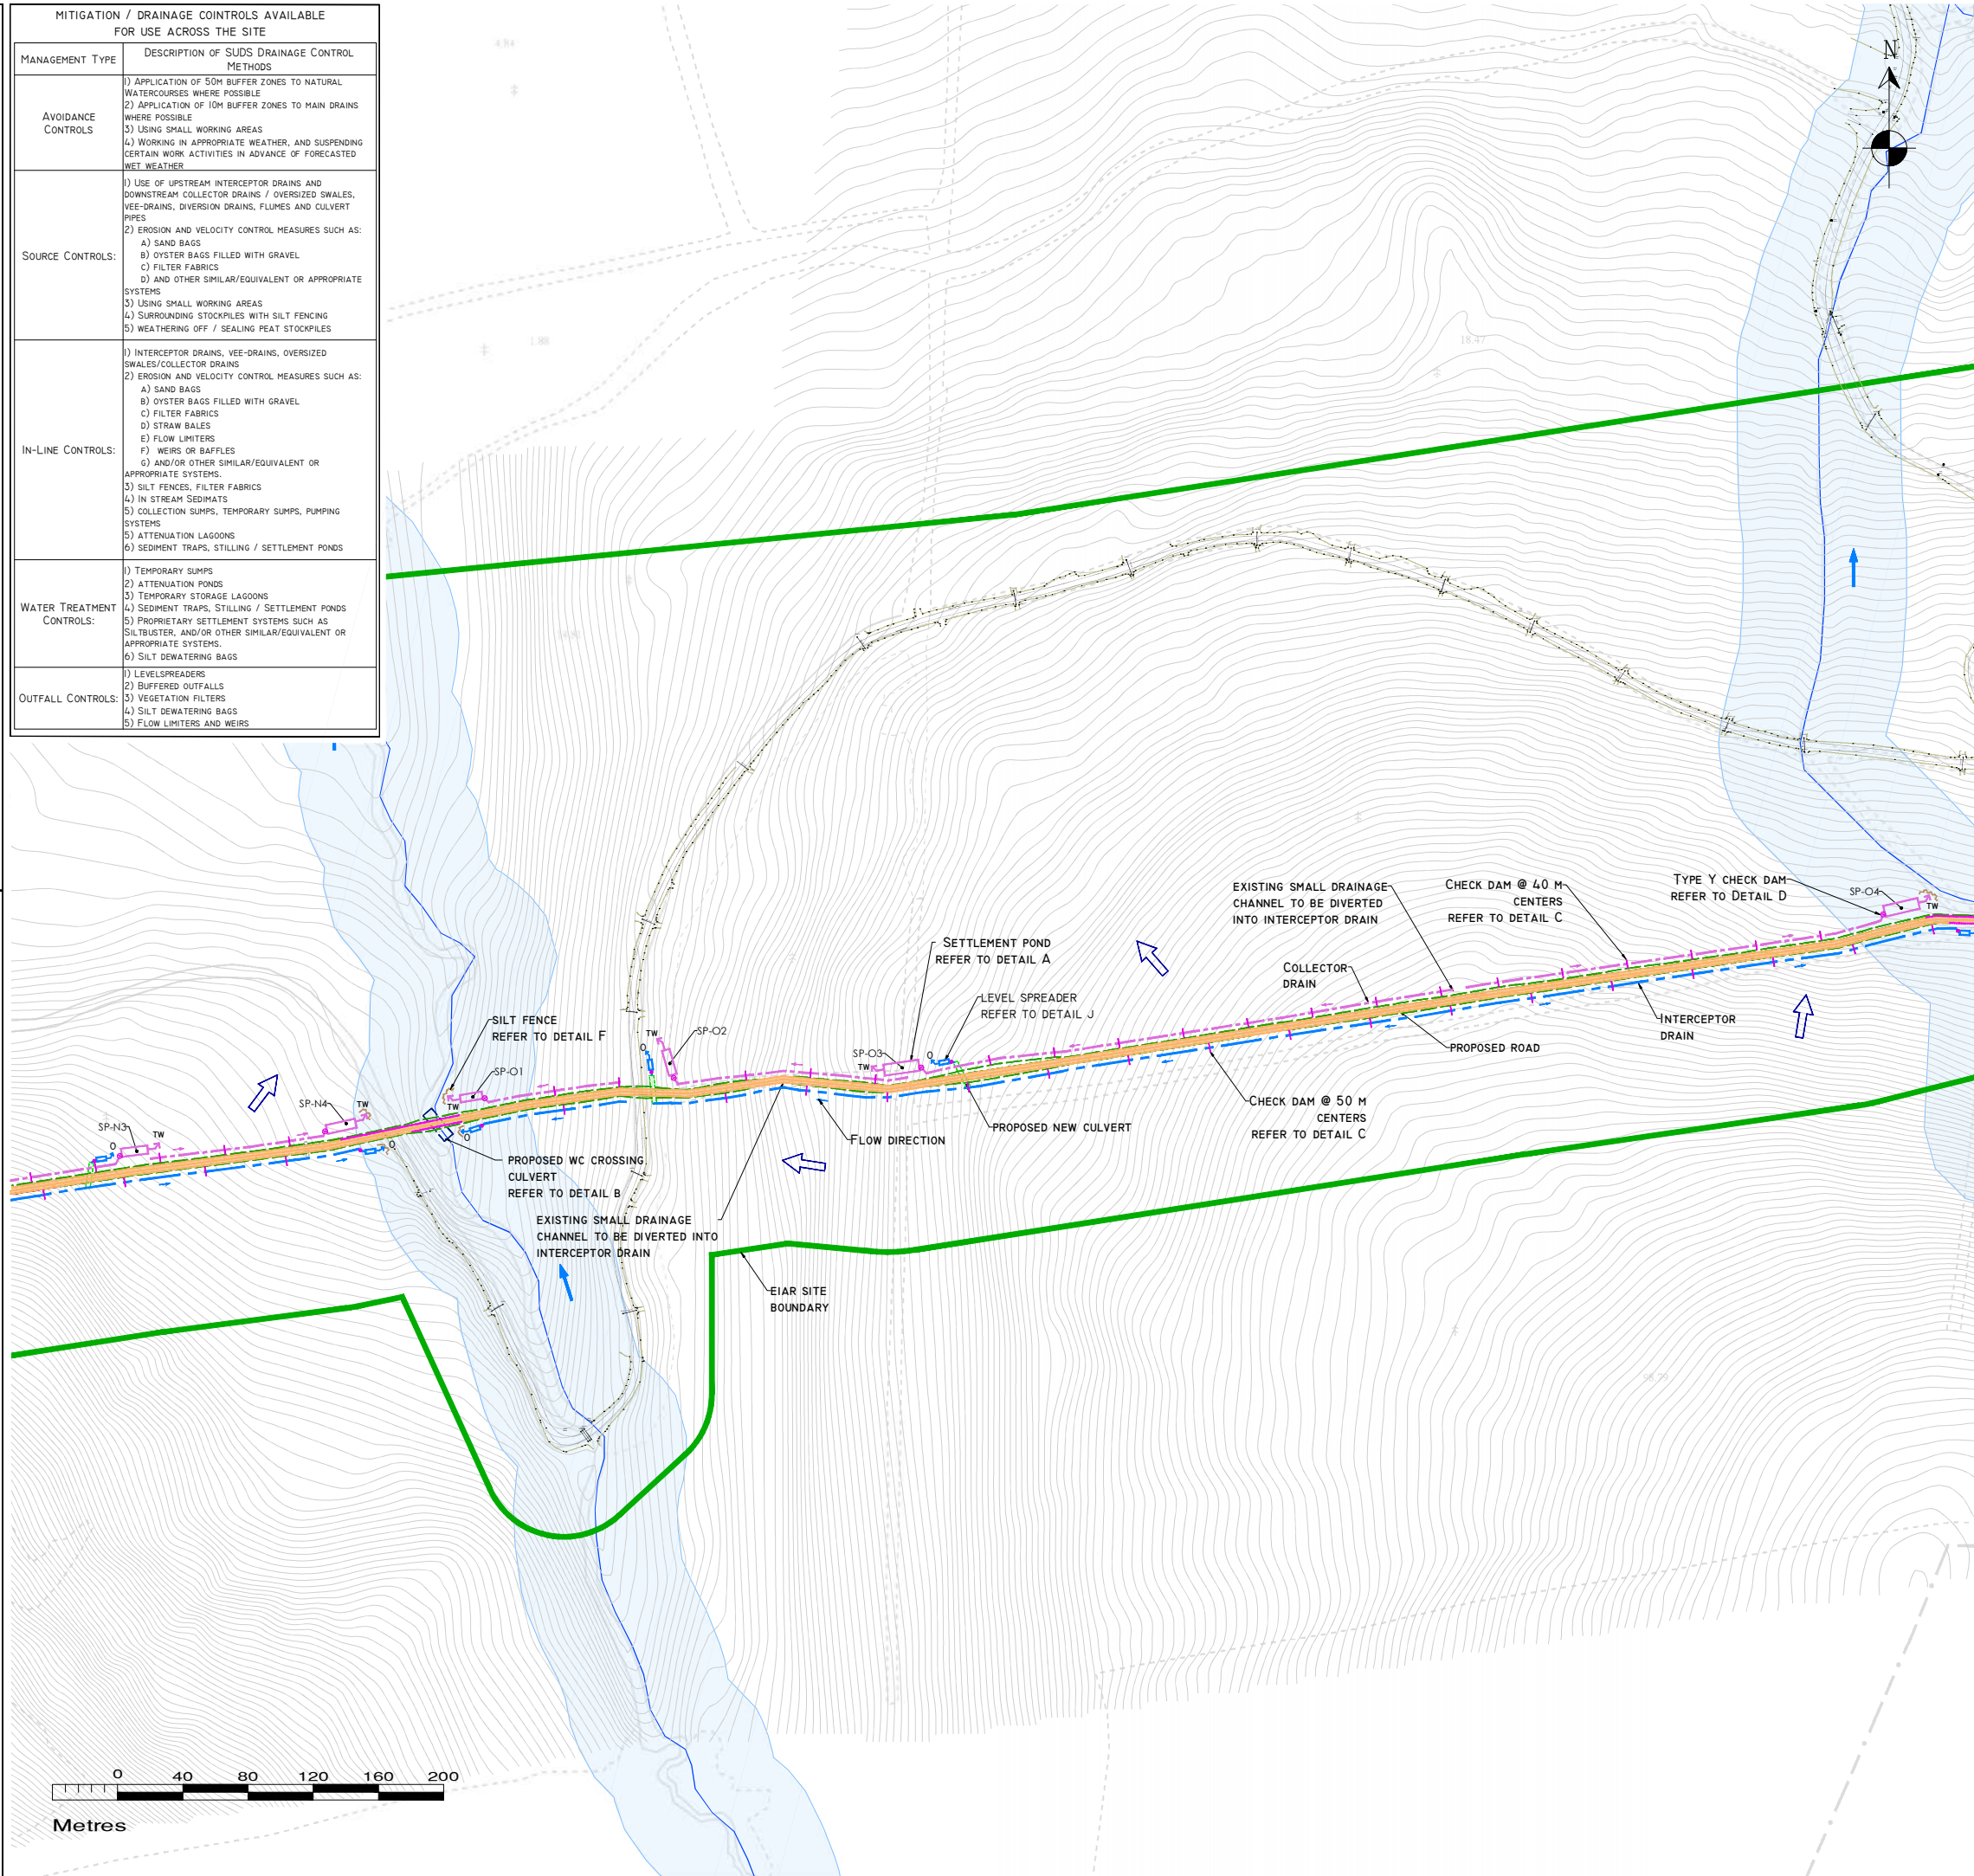 MITIGATION / DRAINAGE COINTROLS AVAILABLE
FOR USE ACROSS THE SITE
MANAGEMENT TYPE
DESCRIPTION OF SUDS DRAINAGE CONTROL
METHODS
AVOIDANCE
CONTROLS
1) APPLICATION OF 50M BUFFER ZONES TO NATURAL
WATERCOURSES WHERE POSSIBLE
2) APPLICATION OF 10M BUFFER ZONES TO MAIN DRAINS
WHERE POSSIBLE
3) USING SMALL WORKING AREAS
4) WORKING IN APPROPRIATE WEATHER, AND SUSPENDING
CERTAIN WORK ACTIVITIES IN ADVANCE OF FORECASTED
WET WEATHER
SOURCE CONTROLS:
1) USE OF UPSTREAM INTERCEPTOR DRAINS AND
DOWNSTREAM COLLECTOR DRAINS / OVERSIZED SWALES,
VEE-DRAINS, DIVERSION DRAINS, FLUMES AND CULVERT
PIPES
2) EROSION AND VELOCITY CONTROL MEASURES SUCH AS:
A) SAND BAGS
B) OYSTER BAGS FILLED WITH GRAVEL
C) FILTER FABRICS
D) AND OTHER SIMILAR/EQUIVALENT OR APPROPRIATE
SYSTEMS
3) USING SMALL WORKING AREAS
4) SURROUNDING STOCKPILES WITH SILT FENCING
5) WEATHERING OFF / SEALING PEAT STOCKPILES
IN-LINE CONTROLS:
1) INTERCEPTOR DRAINS, VEE-DRAINS, OVERSIZED
SWALES/COLLECTOR DRAINS
2) EROSION AND VELOCITY CONTROL MEASURES SUCH AS:
A) SAND BAGS
B) OYSTER BAGS FILLED WITH GRAVEL
C) FILTER FABRICS
D) STRAW BALES
E) FLOW LIMITERS
F) WEIRS OR BAFFLES
G) AND/OR OTHER SIMILAR/EQUIVALENT OR
APPROPRIATE SYSTEMS.
3) SILT FENCES, FILTER FABRICS
4) IN STREAM SEDIMATS
5) COLLECTION SUMPS, TEMPORARY SUMPS, PUMPING
SYSTEMS
5) ATTENUATION LAGOONS
6) SEDIMENT TRAPS, STILLING / SETTLEMENT PONDS
WATER TREATMENT
CONTROLS:
1) TEMPORARY SUMPS
2) ATTENUATION PONDS
3) TEMPORARY STORAGE LAGOONS
4) SEDIMENT TRAPS, STILLING / SETTLEMENT PONDS
5) PROPRIETARY SETTLEMENT SYSTEMS SUCH AS
SILTBUSTER, AND/OR OTHER SIMILAR/EQUIVALENT OR
APPROPRIATE SYSTEMS.
6) SILT DEWATERING BAGS
OUTFALL CONTROLS:
1) LEVELSPREADERS
2) BUFFERED OUTFALLS
3) VEGETATION FILTERS
4) SILT DEWATERING BAGS
5) FLOW LIMITERS AND WEIRS
N
4.84
1.88
18.47
98.79
EXISTING SMALL DRAINAGE
CHANNEL TO BE DIVERTED
INTO INTERCEPTOR DRAIN
CHECK DAM @ 40 M
CENTERS
REFER TO DETAIL C
TYPE Y CHECK DAM
REFER TO DETAIL D
SP-O4
TW
SETTLEMENT POND
REFER TO DETAIL A
COLLECTOR
DRAIN
LEVEL SPREADER
REFER TO DETAIL J
SILT FENCE
REFER TO DETAIL F
SP-O2
TW
O
SP-O3
TW
O
INTERCEPTOR
DRAIN
PROPOSED ROAD
SP-O1
TW
O
SP-N4
TW
O
SP-N3
TW
O
CHECK DAM @ 50 M
CENTERS
REFER TO DETAIL C
PROPOSED NEW CULVERT
FLOW DIRECTION
PROPOSED WC CROSSING
CULVERT
REFER TO DETAIL B
EXISTING SMALL DRAINAGE
CHANNEL TO BE DIVERTED INTO
INTERCEPTOR DRAIN
EIAR SITE
BOUNDARY
0 40 80 120 160 200
Metres